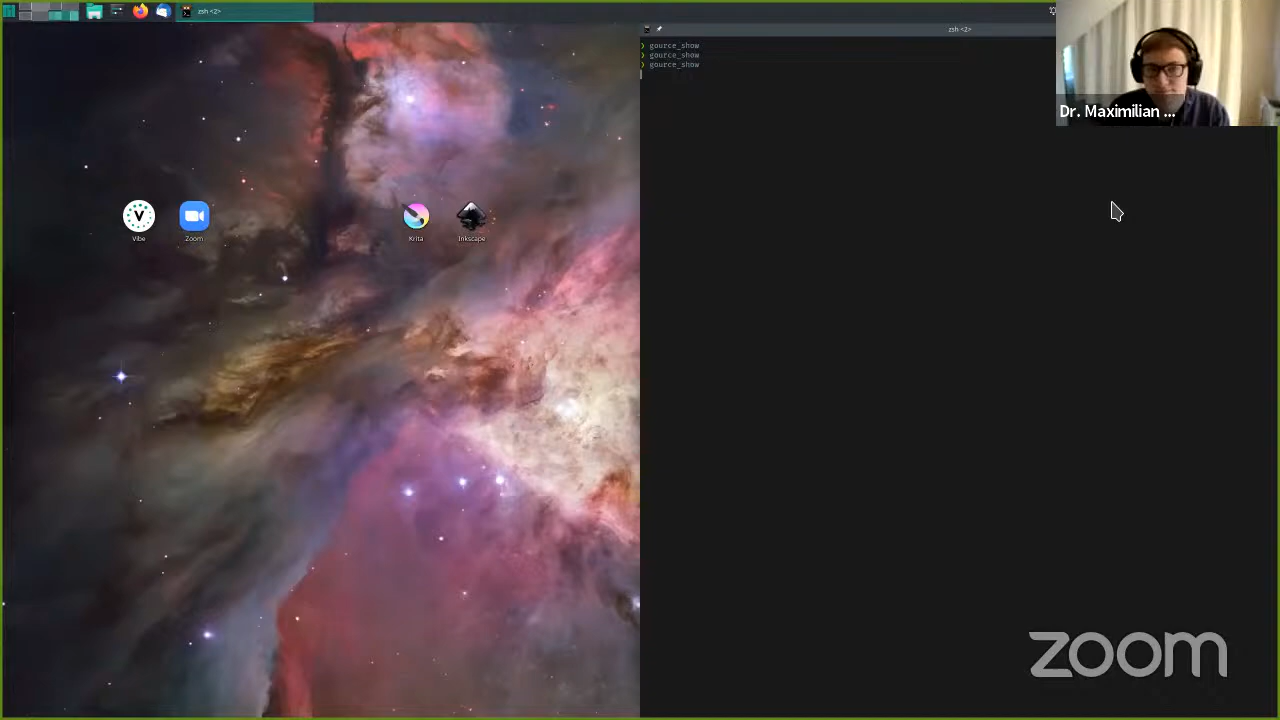 zsh <2>
zsh <2>
gource_show
gource_show
gource_show
Dr. Maximilian ...
V
Vibe
Zoom
Krita
Inkscape
zoom